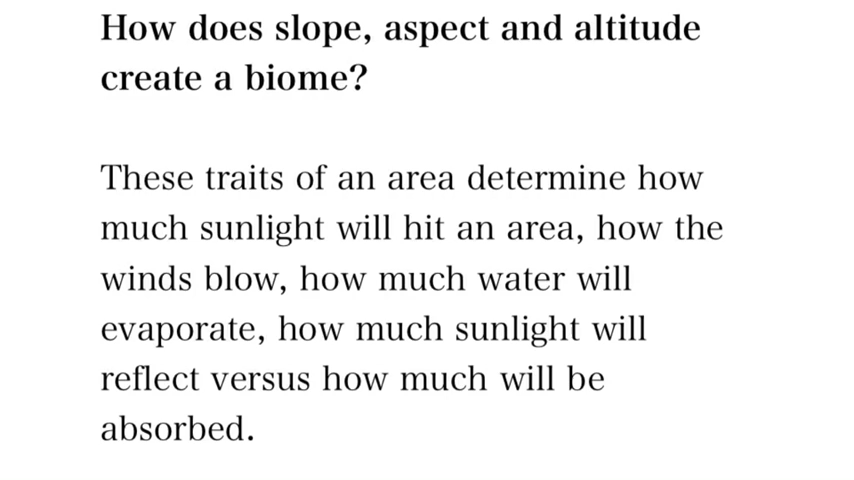 How does slope, aspect and altitude
create a biome?
These traits of an area determine how
much sunlight will hit an area, how the
winds blow, how much water will
evaporate, how much sunlight will
reflect versus how much will be
absorbed.